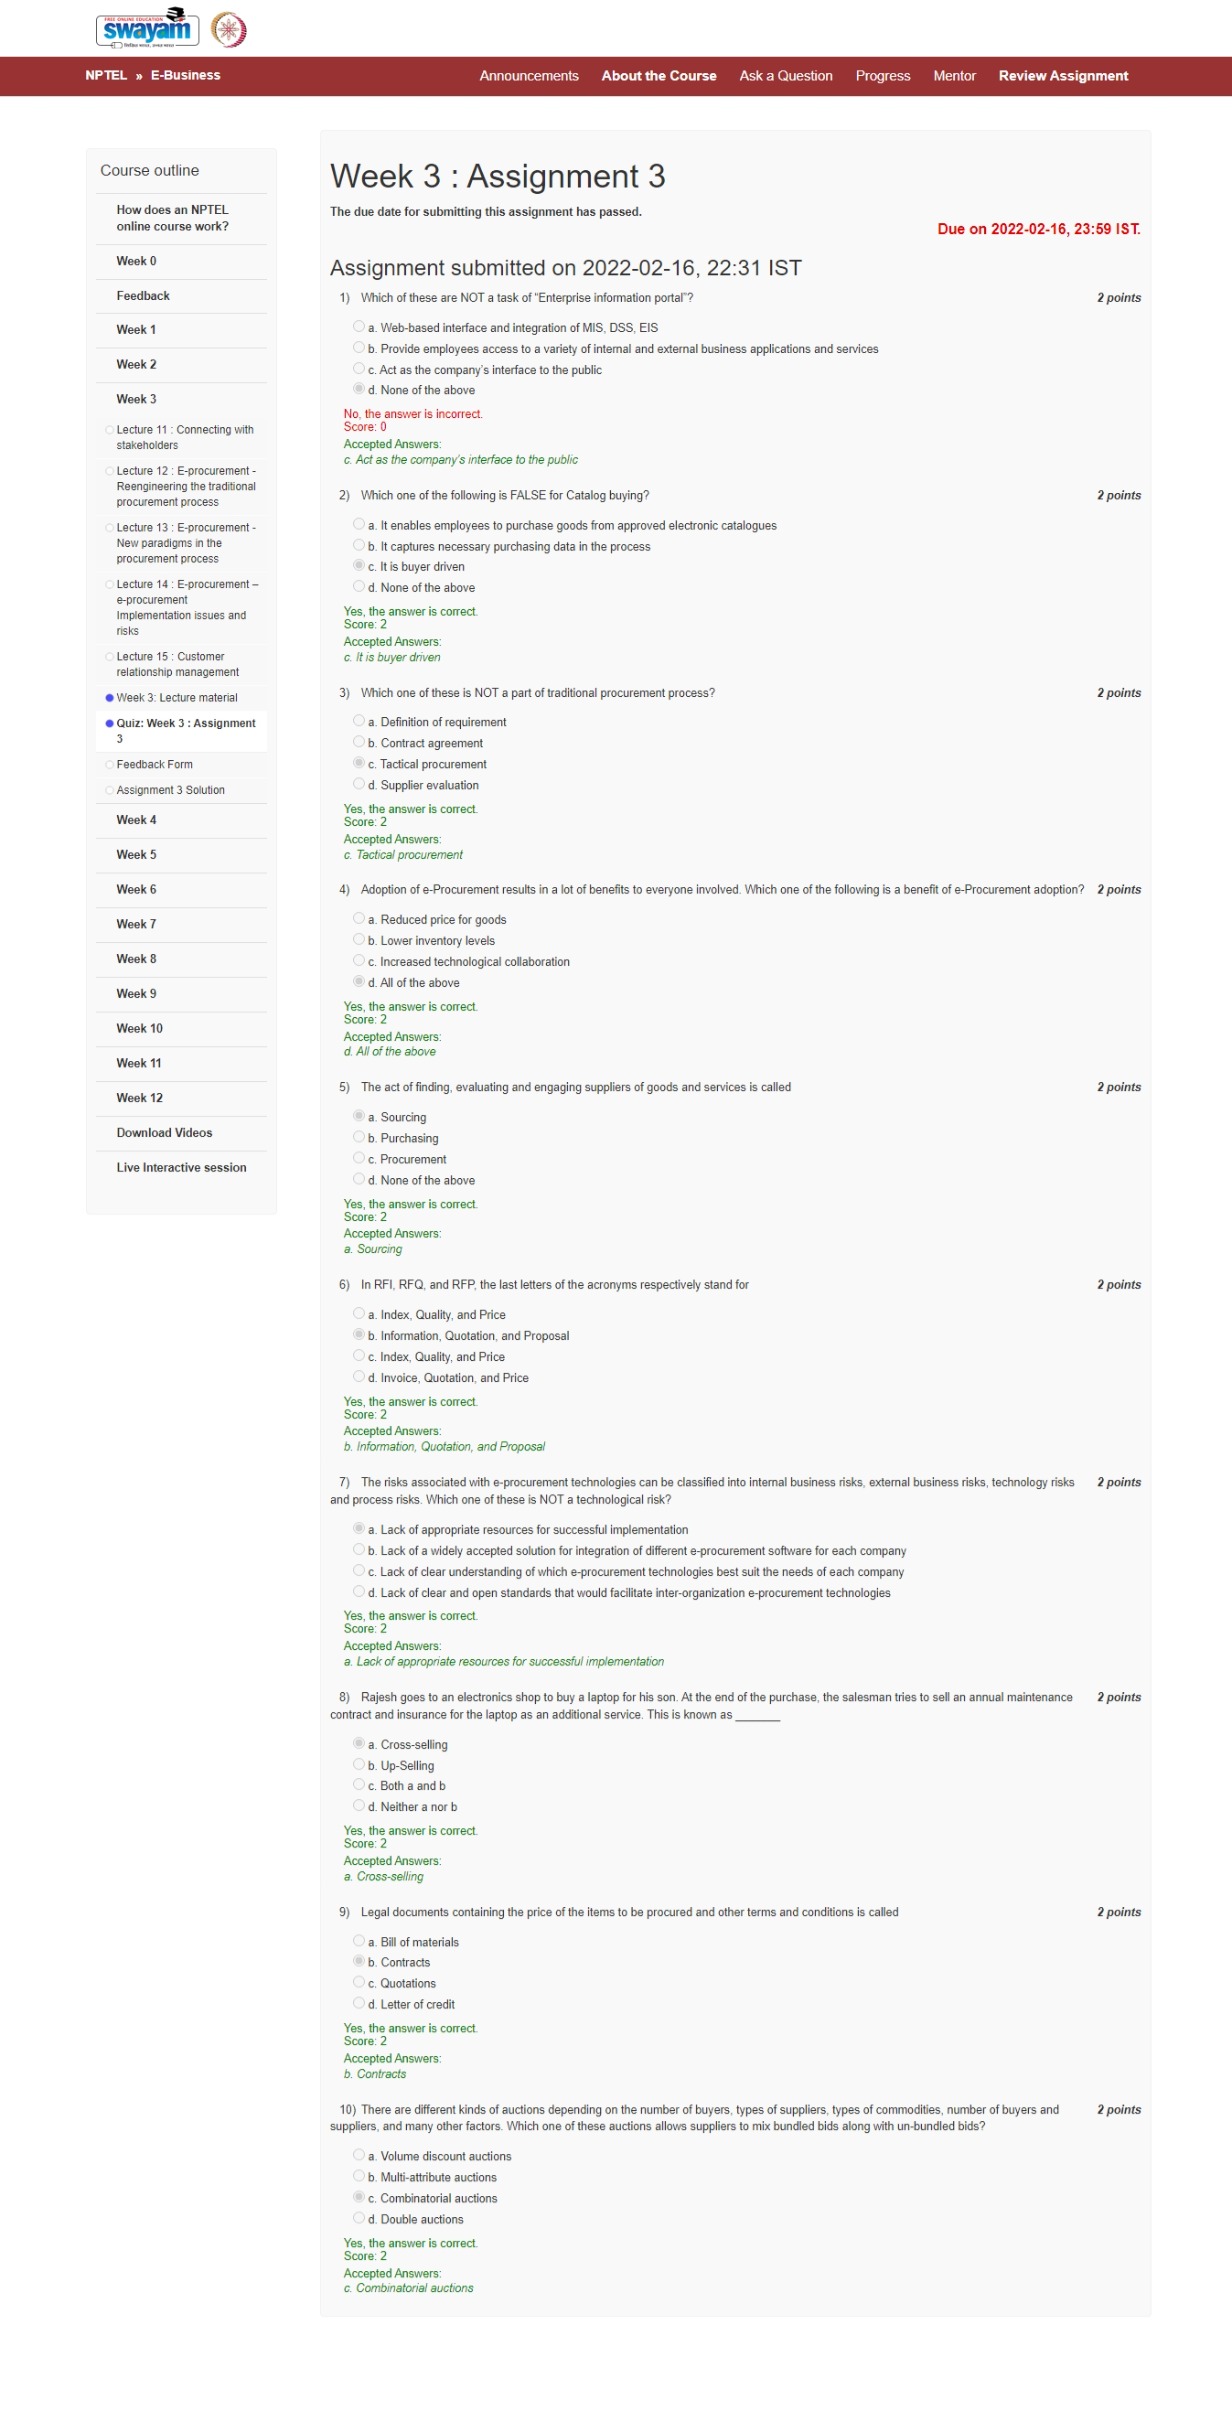 FREE ONLINE EDUCATION
swayam
शिक्षित भारत, उन्नत भारत
NPTEL » E-Business
Announcements About the Course Ask a Question Progress Mentor Review Assignment
Course outline
How does an NPTEL
online course work?
Week 0
Feedback
Week 1
Week 2
Week 3
Lecture 11 : Connecting with
stakeholders
Lecture 12 : E-procurement -
Reengineering the traditional
procurement process
Lecture 13 : E-procurement -
New paradigms in the
procurement process
Lecture 14 : E-procurement –
e-procurement
Implementation issues and
risks
Lecture 15 : Customer
relationship management
Week 3: Lecture material
Quiz: Week 3 : Assignment
3
Feedback Form
Assignment 3 Solution
Week 4
Week 5
Week 6
Week 7
Week 8
Week 9
Week 10
Week 11
Week 12
Download Videos
Live Interactive session
Week 3 : Assignment 3
The due date for submitting this assignment has passed.
Due on 2022-02-16, 23:59 IST.
Assignment submitted on 2022-02-16, 22:31 IST
1) Which of these are NOT a task of “Enterprise information portal”? 2 points
a. Web-based interface and integration of MIS, DSS, EIS
b. Provide employees access to a variety of internal and external business applications and services
c. Act as the company’s interface to the public
d. None of the above
No, the answer is incorrect.
Score: 0
Accepted Answers:
c. Act as the company’s interface to the public
2) Which one of the following is FALSE for Catalog buying? 2 points
a. It enables employees to purchase goods from approved electronic catalogues
b. It captures necessary purchasing data in the process
c. It is buyer driven
d. None of the above
Yes, the answer is correct.
Score: 2
Accepted Answers:
c. It is buyer driven
3) Which one of these is NOT a part of traditional procurement process? 2 points
a. Definition of requirement
b. Contract agreement
c. Tactical procurement
d. Supplier evaluation
Yes, the answer is correct.
Score: 2
Accepted Answers:
c. Tactical procurement
4) Adoption of e-Procurement results in a lot of benefits to everyone involved. Which one of the following is a benefit of e-Procurement adoption? 2 points
a. Reduced price for goods
b. Lower inventory levels
c. Increased technological collaboration
d. All of the above
Yes, the answer is correct.
Score: 2
Accepted Answers:
d. All of the above
5) The act of finding, evaluating and engaging suppliers of goods and services is called 2 points
a. Sourcing
b. Purchasing
c. Procurement
d. None of the above
Yes, the answer is correct.
Score: 2
Accepted Answers:
a. Sourcing
6) In RFI, RFQ, and RFP, the last letters of the acronyms respectively stand for 2 points
a. Index, Quality, and Price
b. Information, Quotation, and Proposal
c. Index, Quality, and Price
d. Invoice, Quotation, and Price
Yes, the answer is correct.
Score: 2
Accepted Answers:
b. Information, Quotation, and Proposal
7) The risks associated with e-procurement technologies can be classified into internal business risks, external business risks, technology risks 2 points
and process risks. Which one of these is NOT a technological risk?
a. Lack of appropriate resources for successful implementation
b. Lack of a widely accepted solution for integration of different e-procurement software for each company
c. Lack of clear understanding of which e-procurement technologies best suit the needs of each company
d. Lack of clear and open standards that would facilitate inter-organization e-procurement technologies
Yes, the answer is correct.
Score: 2
Accepted Answers:
a. Lack of appropriate resources for successful implementation
8) Rajesh goes to an electronics shop to buy a laptop for his son. At the end of the purchase, the salesman tries to sell an annual maintenance 2 points
contract and insurance for the laptop as an additional service. This is known as _______
a. Cross-selling
b. Up-Selling
c. Both a and b
d. Neither a nor b
Yes, the answer is correct.
Score: 2
Accepted Answers:
a. Cross-selling
9) Legal documents containing the price of the items to be procured and other terms and conditions is called 2 points
a. Bill of materials
b. Contracts
c. Quotations
d. Letter of credit
Yes, the answer is correct.
Score: 2
Accepted Answers:
b. Contracts
10) There are different kinds of auctions depending on the number of buyers, types of suppliers, types of commodities, number of buyers and 2 points
suppliers, and many other factors. Which one of these auctions allows suppliers to mix bundled bids along with un-bundled bids?
a. Volume discount auctions
b. Multi-attribute auctions
c. Combinatorial auctions
d. Double auctions
Yes, the answer is correct.
Score: 2
Accepted Answers:
c. Combinatorial auctions